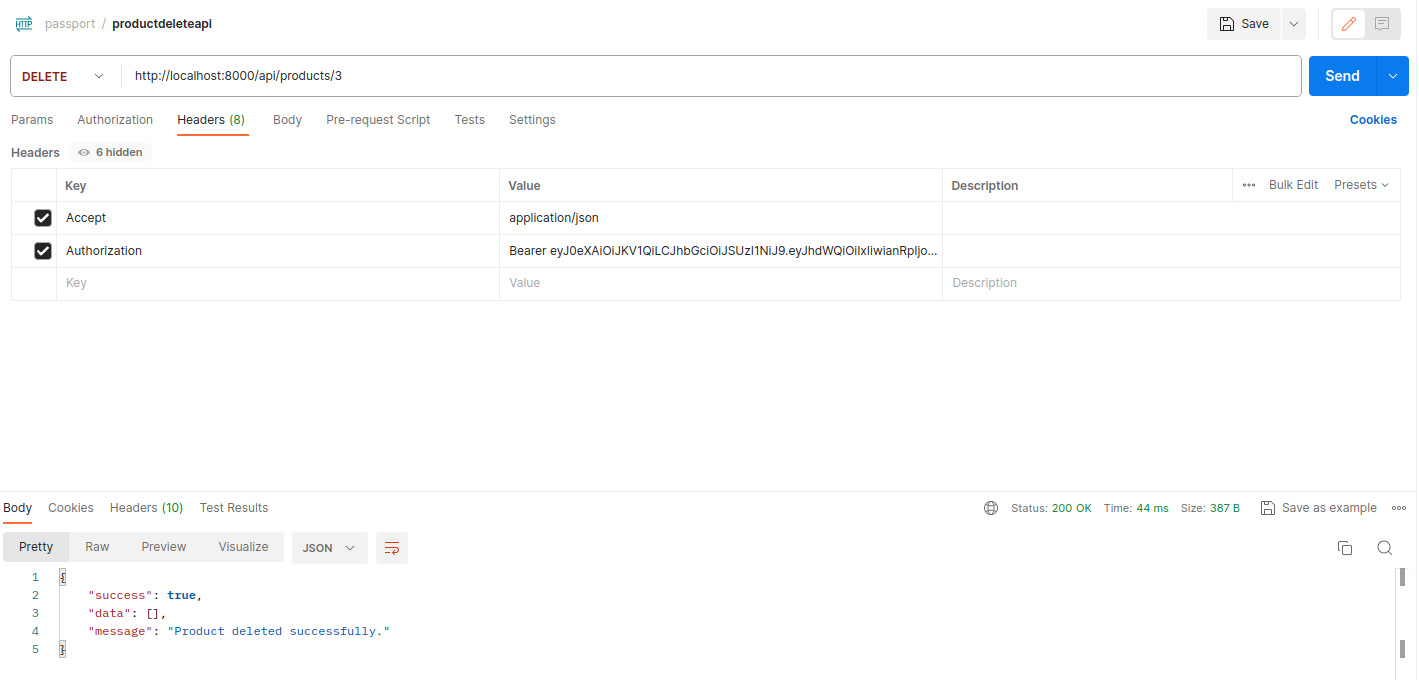 HTTP passport / productdeleteapi Save
DELETE http://localhost:8000/api/products/3 Send
Params Authorization Headers (8) Body Pre-request Script Tests Settings Cookies
Headers 6 hidden
Key Value Description ••• Bulk Edit Presets
Accept application/json
Authorization Bearer eyJ0eXAiOiJKV1QiLCJhbGciOiJSUzI1NiJ9.eyJhdWQiOiIxIiwianRpIjo...
Key Value Description
Body Cookies Headers (10) Test Results Status: 200 OK Time: 44 ms Size: 387 B Save as example
Pretty Raw Preview Visualize JSON
1 {
2 "success": true,
3 "data": [],
4 "message": "Product deleted successfully."
5 }